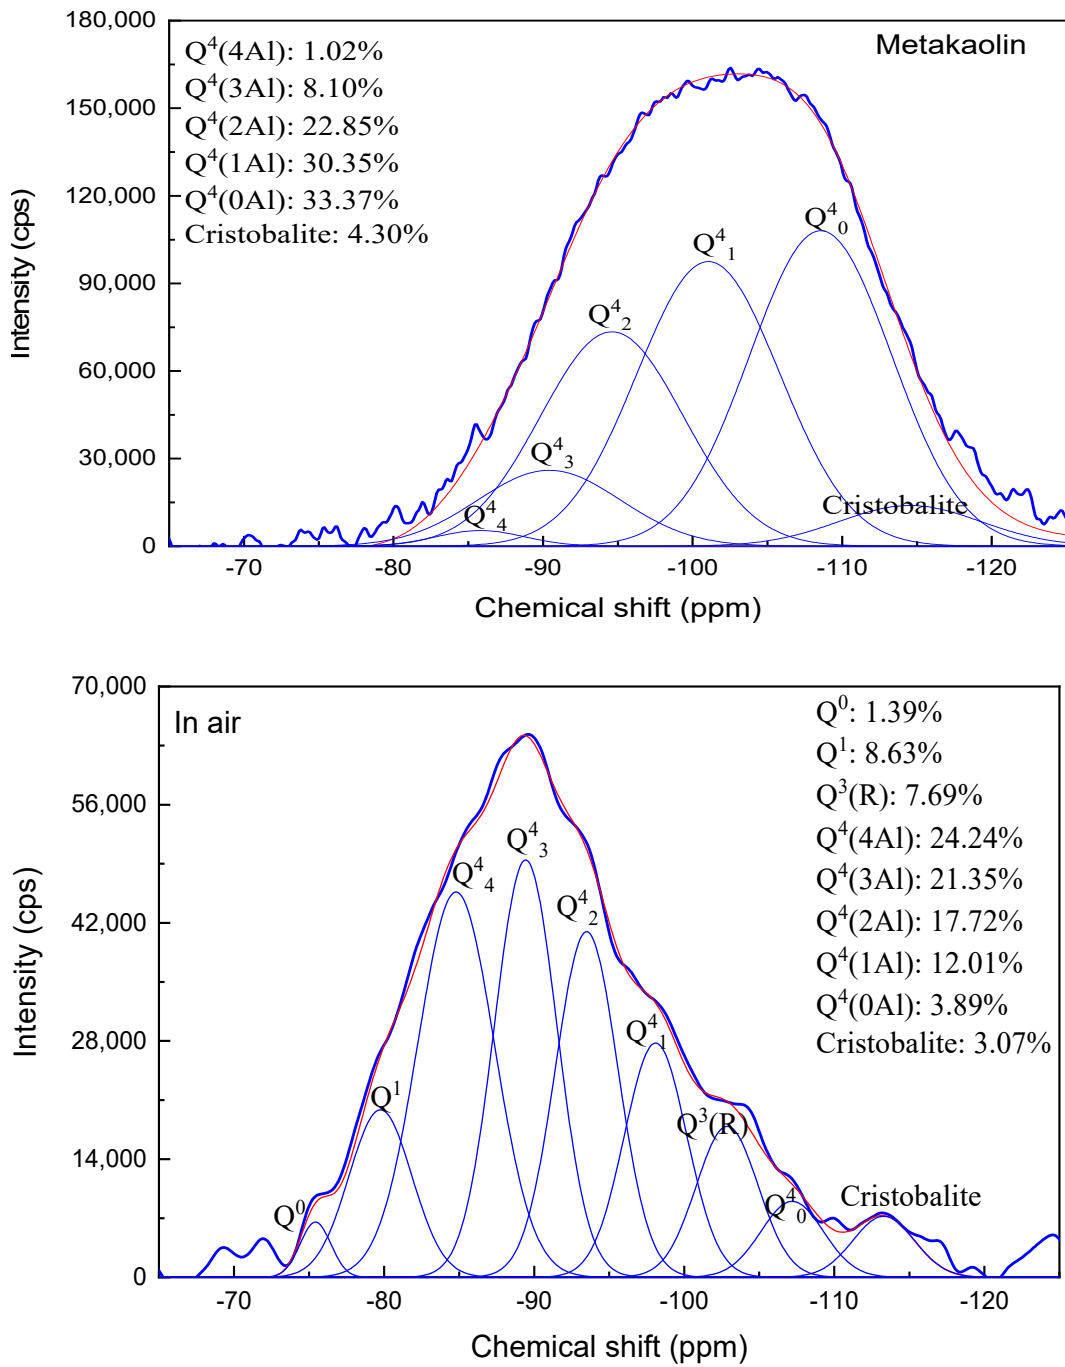 180,000
150,000
120,000
90,000
60,000
30,000
0
Intensity (cps)
Q⁴(4Al): 1.02%
Q⁴(3Al): 8.10%
Q⁴(2Al): 22.85%
Q⁴(1Al): 30.35%
Q⁴(0Al): 33.37%
Cristobalite: 4.30%
Metakaolin
Q⁴₀
Q⁴₁
Q⁴₂
Q⁴₃
Q⁴₄
Cristobalite
-70 -80 -90 -100 -110 -120
Chemical shift (ppm)
70,000
56,000
42,000
28,000
14,000
0
Intensity (cps)
In air
Q⁰: 1.39%
Q¹: 8.63%
Q³(R): 7.69%
Q⁴(4Al): 24.24%
Q⁴(3Al): 21.35%
Q⁴(2Al): 17.72%
Q⁴(1Al): 12.01%
Q⁴(0Al): 3.89%
Cristobalite: 3.07%
Q⁴₃
Q⁴₄
Q⁴₂
Q⁴₁
Q¹
Q³(R)
Q⁰
Q⁴₀
Cristobalite
-70 -80 -90 -100 -110 -120
Chemical shift (ppm)